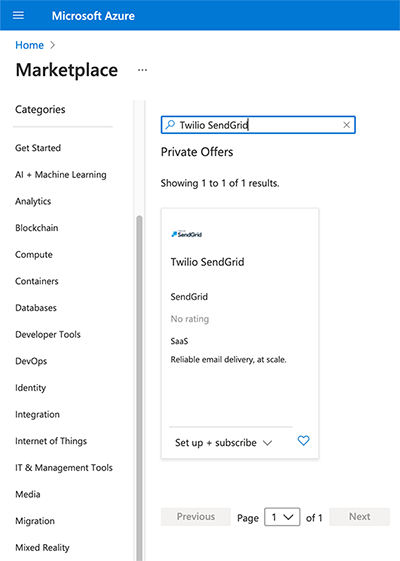 Microsoft Azure
Home
Marketplace
...
Categories
Get Started
AI + Machine Learning
Analytics
Blockchain
Compute
Containers
Databases
Developer Tools
DevOps
Identity
Integration
Internet of Things
IT & Management Tools
Media
Migration
Mixed Reality
Twilio SendGrid
Private Offers
Showing 1 to 1 of 1 results.
SendGrid
Twilio SendGrid
SendGrid
No rating
SaaS
Reliable email delivery, at scale.
Set up + subscribe
Previous
Page
1
of 1
Next